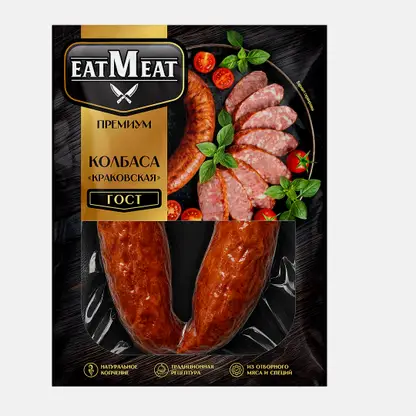 EATMEAT
ПРЕМИУМ
КОЛБАСА
«КРАКОВСКАЯ»
ГОСТ
НАТУРАЛЬНОЕ
КОПЧЕНИЕ
ТРАДИЦИОННАЯ
РЕЦЕПТУРА
ИЗ ОТБОРНОГО
МЯСА И СПЕЦИЙ